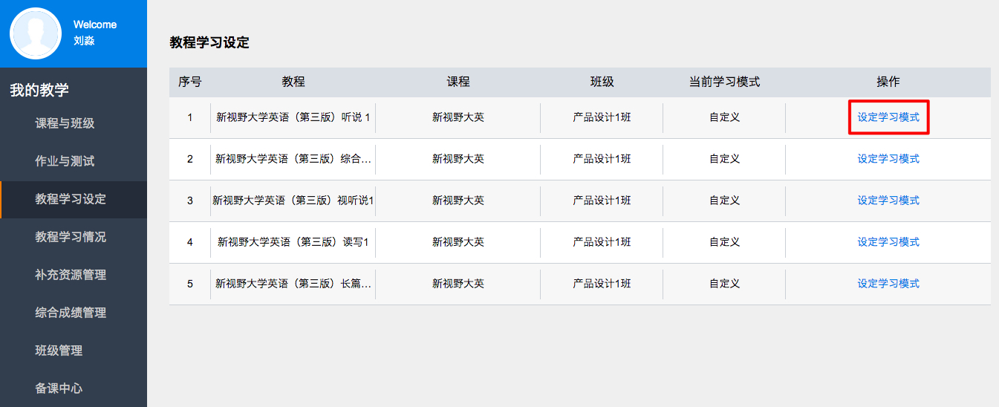 Welcome
刘淼
我的教学
课程与班级
作业与测试
教程学习设定
教程学习情况
补充资源管理
综合成绩管理
班级管理
备课中心
教程学习设定
序号 教程 课程 班级 当前学习模式 操作
1 新视野大学英语（第三版）听说 1 新视野大英 产品设计1班 自定义 设定学习模式
2 新视野大学英语（第三版）综合... 新视野大英 产品设计1班 自定义 设定学习模式
3 新视野大学英语（第三版）视听说1 新视野大英 产品设计1班 自定义 设定学习模式
4 新视野大学英语（第三版）读写1 新视野大英 产品设计1班 自定义 设定学习模式
5 新视野大学英语（第三版）长篇... 新视野大英 产品设计1班 自定义 设定学习模式